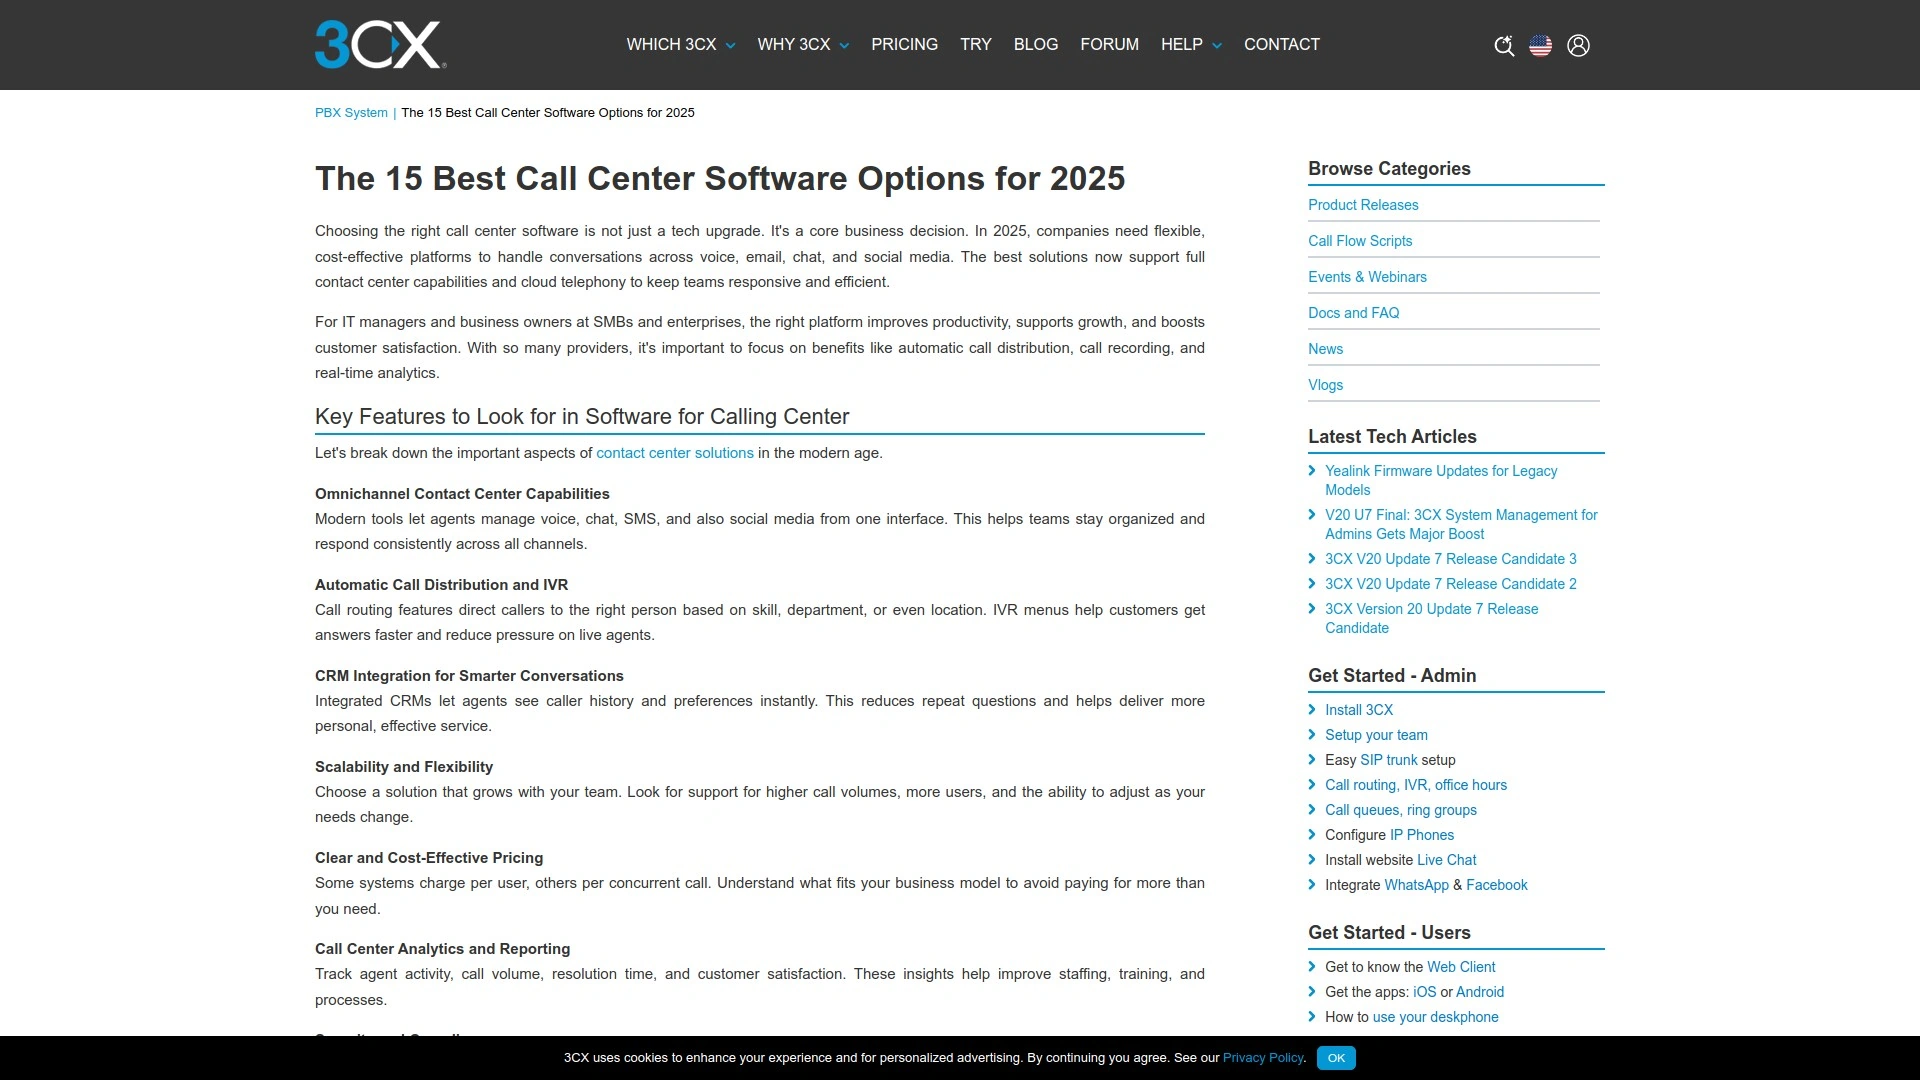 3CX
WHICH 3CX
WHY 3CX
PRICING
TRY
BLOG
FORUM
HELP
CONTACT
PBX System | The 15 Best Call Center Software Options for 2025
The 15 Best Call Center Software Options for 2025
Choosing the right call center software is not just a tech upgrade. It's a core business decision. In 2025, companies need flexible,
cost-effective platforms to handle conversations across voice, email, chat, and social media. The best solutions now support full
contact center capabilities and cloud telephony to keep teams responsive and efficient.
For IT managers and business owners at SMBs and enterprises, the right platform improves productivity, supports growth, and boosts
customer satisfaction. With so many providers, it's important to focus on benefits like automatic call distribution, call recording, and
real-time analytics.
Key Features to Look for in Software for Calling Center
Let's break down the important aspects of contact center solutions in the modern age.
Omnichannel Contact Center Capabilities
Modern tools let agents manage voice, chat, SMS, and also social media from one interface. This helps teams stay organized and
respond consistently across all channels.
Automatic Call Distribution and IVR
Call routing features direct callers to the right person based on skill, department, or even location. IVR menus help customers get
answers faster and reduce pressure on live agents.
CRM Integration for Smarter Conversations
Integrated CRMs let agents see caller history and preferences instantly. This reduces repeat questions and helps deliver more
personal, effective service.
Scalability and Flexibility
Choose a solution that grows with your team. Look for support for higher call volumes, more users, and the ability to adjust as your
needs change.
Clear and Cost-Effective Pricing
Some systems charge per user, others per concurrent call. Understand what fits your business model to avoid paying for more than
you need.
Call Center Analytics and Reporting
Track agent activity, call volume, resolution time, and customer satisfaction. These insights help improve staffing, training, and
processes.
Browse Categories
Product Releases
Call Flow Scripts
Events & Webinars
Docs and FAQ
News
Vlogs
Latest Tech Articles
Yealink Firmware Updates for Legacy
Models
V20 U7 Final: 3CX System Management for
Admins Gets Major Boost
3CX V20 Update 7 Release Candidate 3
3CX V20 Update 7 Release Candidate 2
3CX Version 20 Update 7 Release
Candidate
Get Started - Admin
Install 3CX
Setup your team
Easy SIP trunk setup
Call routing, IVR, office hours
Call queues, ring groups
Configure IP Phones
Install website Live Chat
Integrate WhatsApp & Facebook
Get Started - Users
Get to know the Web Client
Get the apps: iOS or Android
How to use your deskphone
3CX uses cookies to enhance your experience and for personalized advertising. By continuing you agree. See our Privacy Policy.
OK